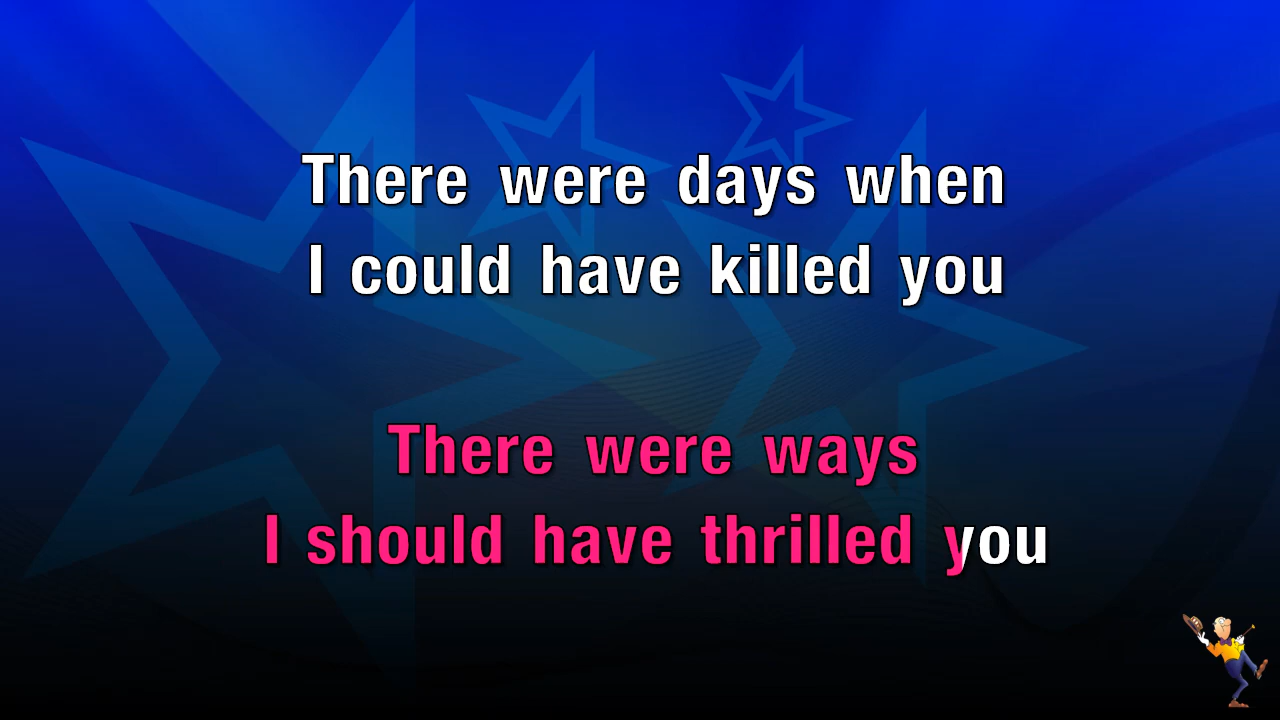 There were days when
I could have killed you
There were ways
I should have thrilled you